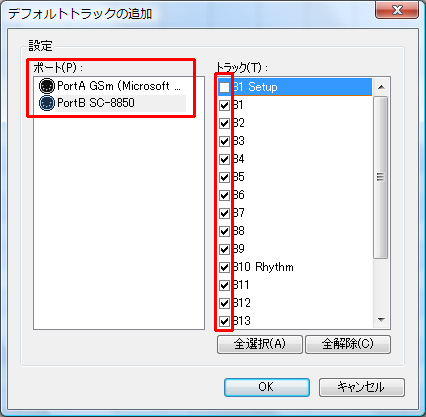 デフォルトトラックの追加
設定
ポート(P) :
PortA GSm (Microsoft ...
PortB SC-8850
トラック(T) :
B1 Setup
B1
B2
B3
B4
B5
B6
B7
B8
B9
B10 Rhythm
B11
B12
B13
全選択(A)
全解除(C)
OK
キャンセル